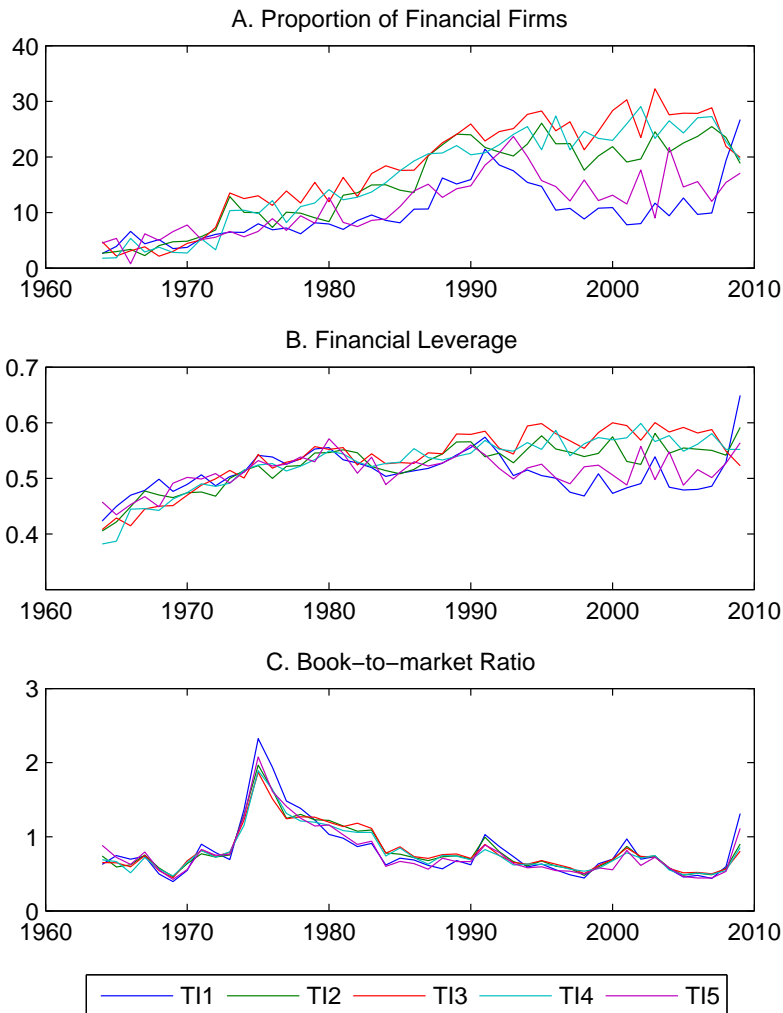 A. Proportion of Financial Firms
40
30
20
10
0
1960 1970 1980 1990 2000 2010
B. Financial Leverage
0.7
0.6
0.5
0.4
1960 1970 1980 1990 2000 2010
C. Book−to−market Ratio
3
2
1
0
1960 1970 1980 1990 2000 2010
TI1 TI2 TI3 TI4 TI5